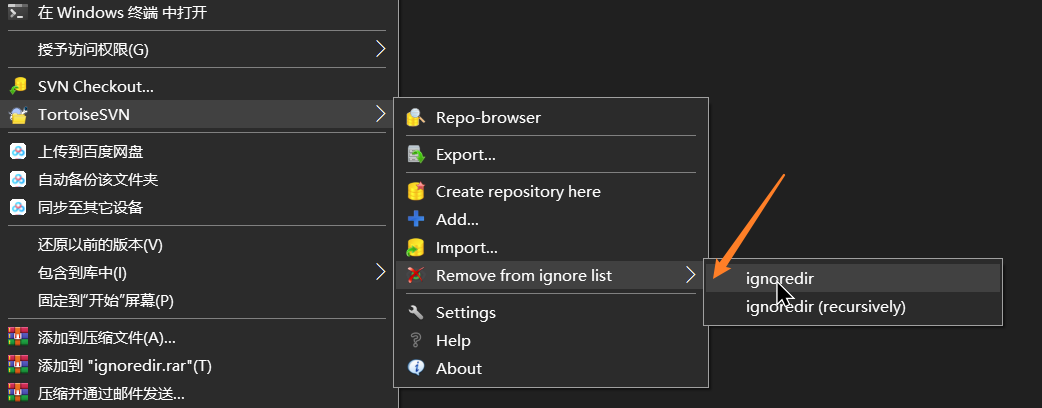 在 Windows 终端 中打开
授予访问权限(G)
SVN Checkout...
TortoiseSVN
上传到百度网盘
自动备份该文件夹
同步至其它设备
还原以前的版本(V)
包含到库中(I)
固定到“开始”屏幕(P)
添加到压缩文件(A)...
添加到 "ignoredir.rar"(T)
压缩并通过邮件发送...
Repo-browser
Export...
Create repository here
Add...
Import...
Remove from ignore list
Settings
Help
About
ignoredir
ignoredir (recursively)